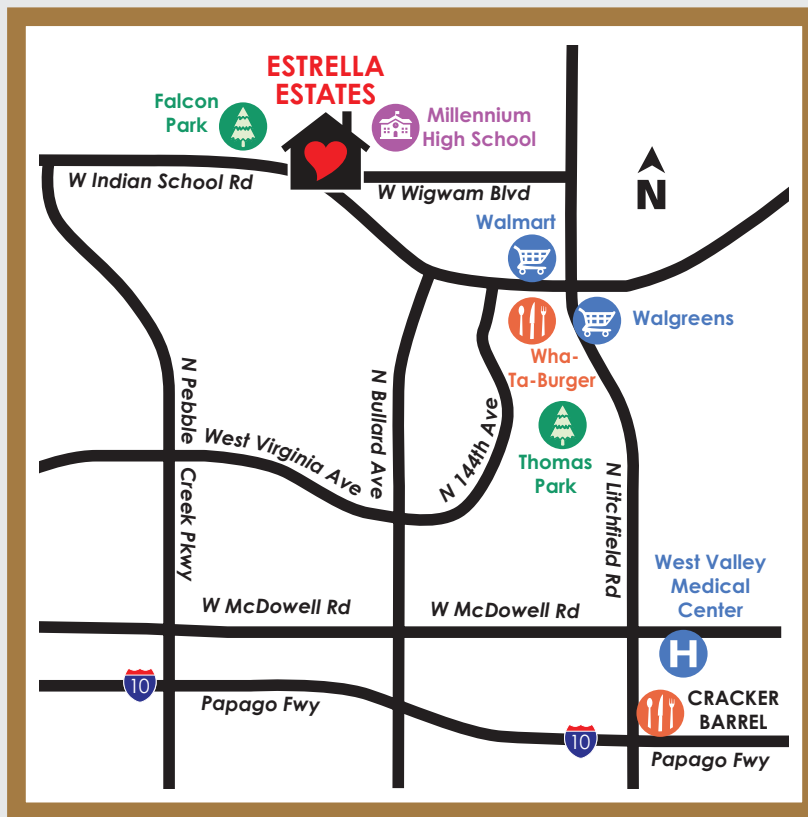 ESTRELLA
ESTATES
Falcon
Park
Millennium
High School
W Indian School Rd
W Wigwam Blvd
N
Walmart
Walgreens
Wha-
Ta-Burger
N Pebble Creek Pkwy
N Bullard Ave
West Virginia Ave
N 144th Ave
Thomas
Park
N Litchfield Rd
West Valley
Medical
Center
W McDowell Rd
W McDowell Rd
H
10
Papago Fwy
CRACKER
BARREL
10
Papago Fwy